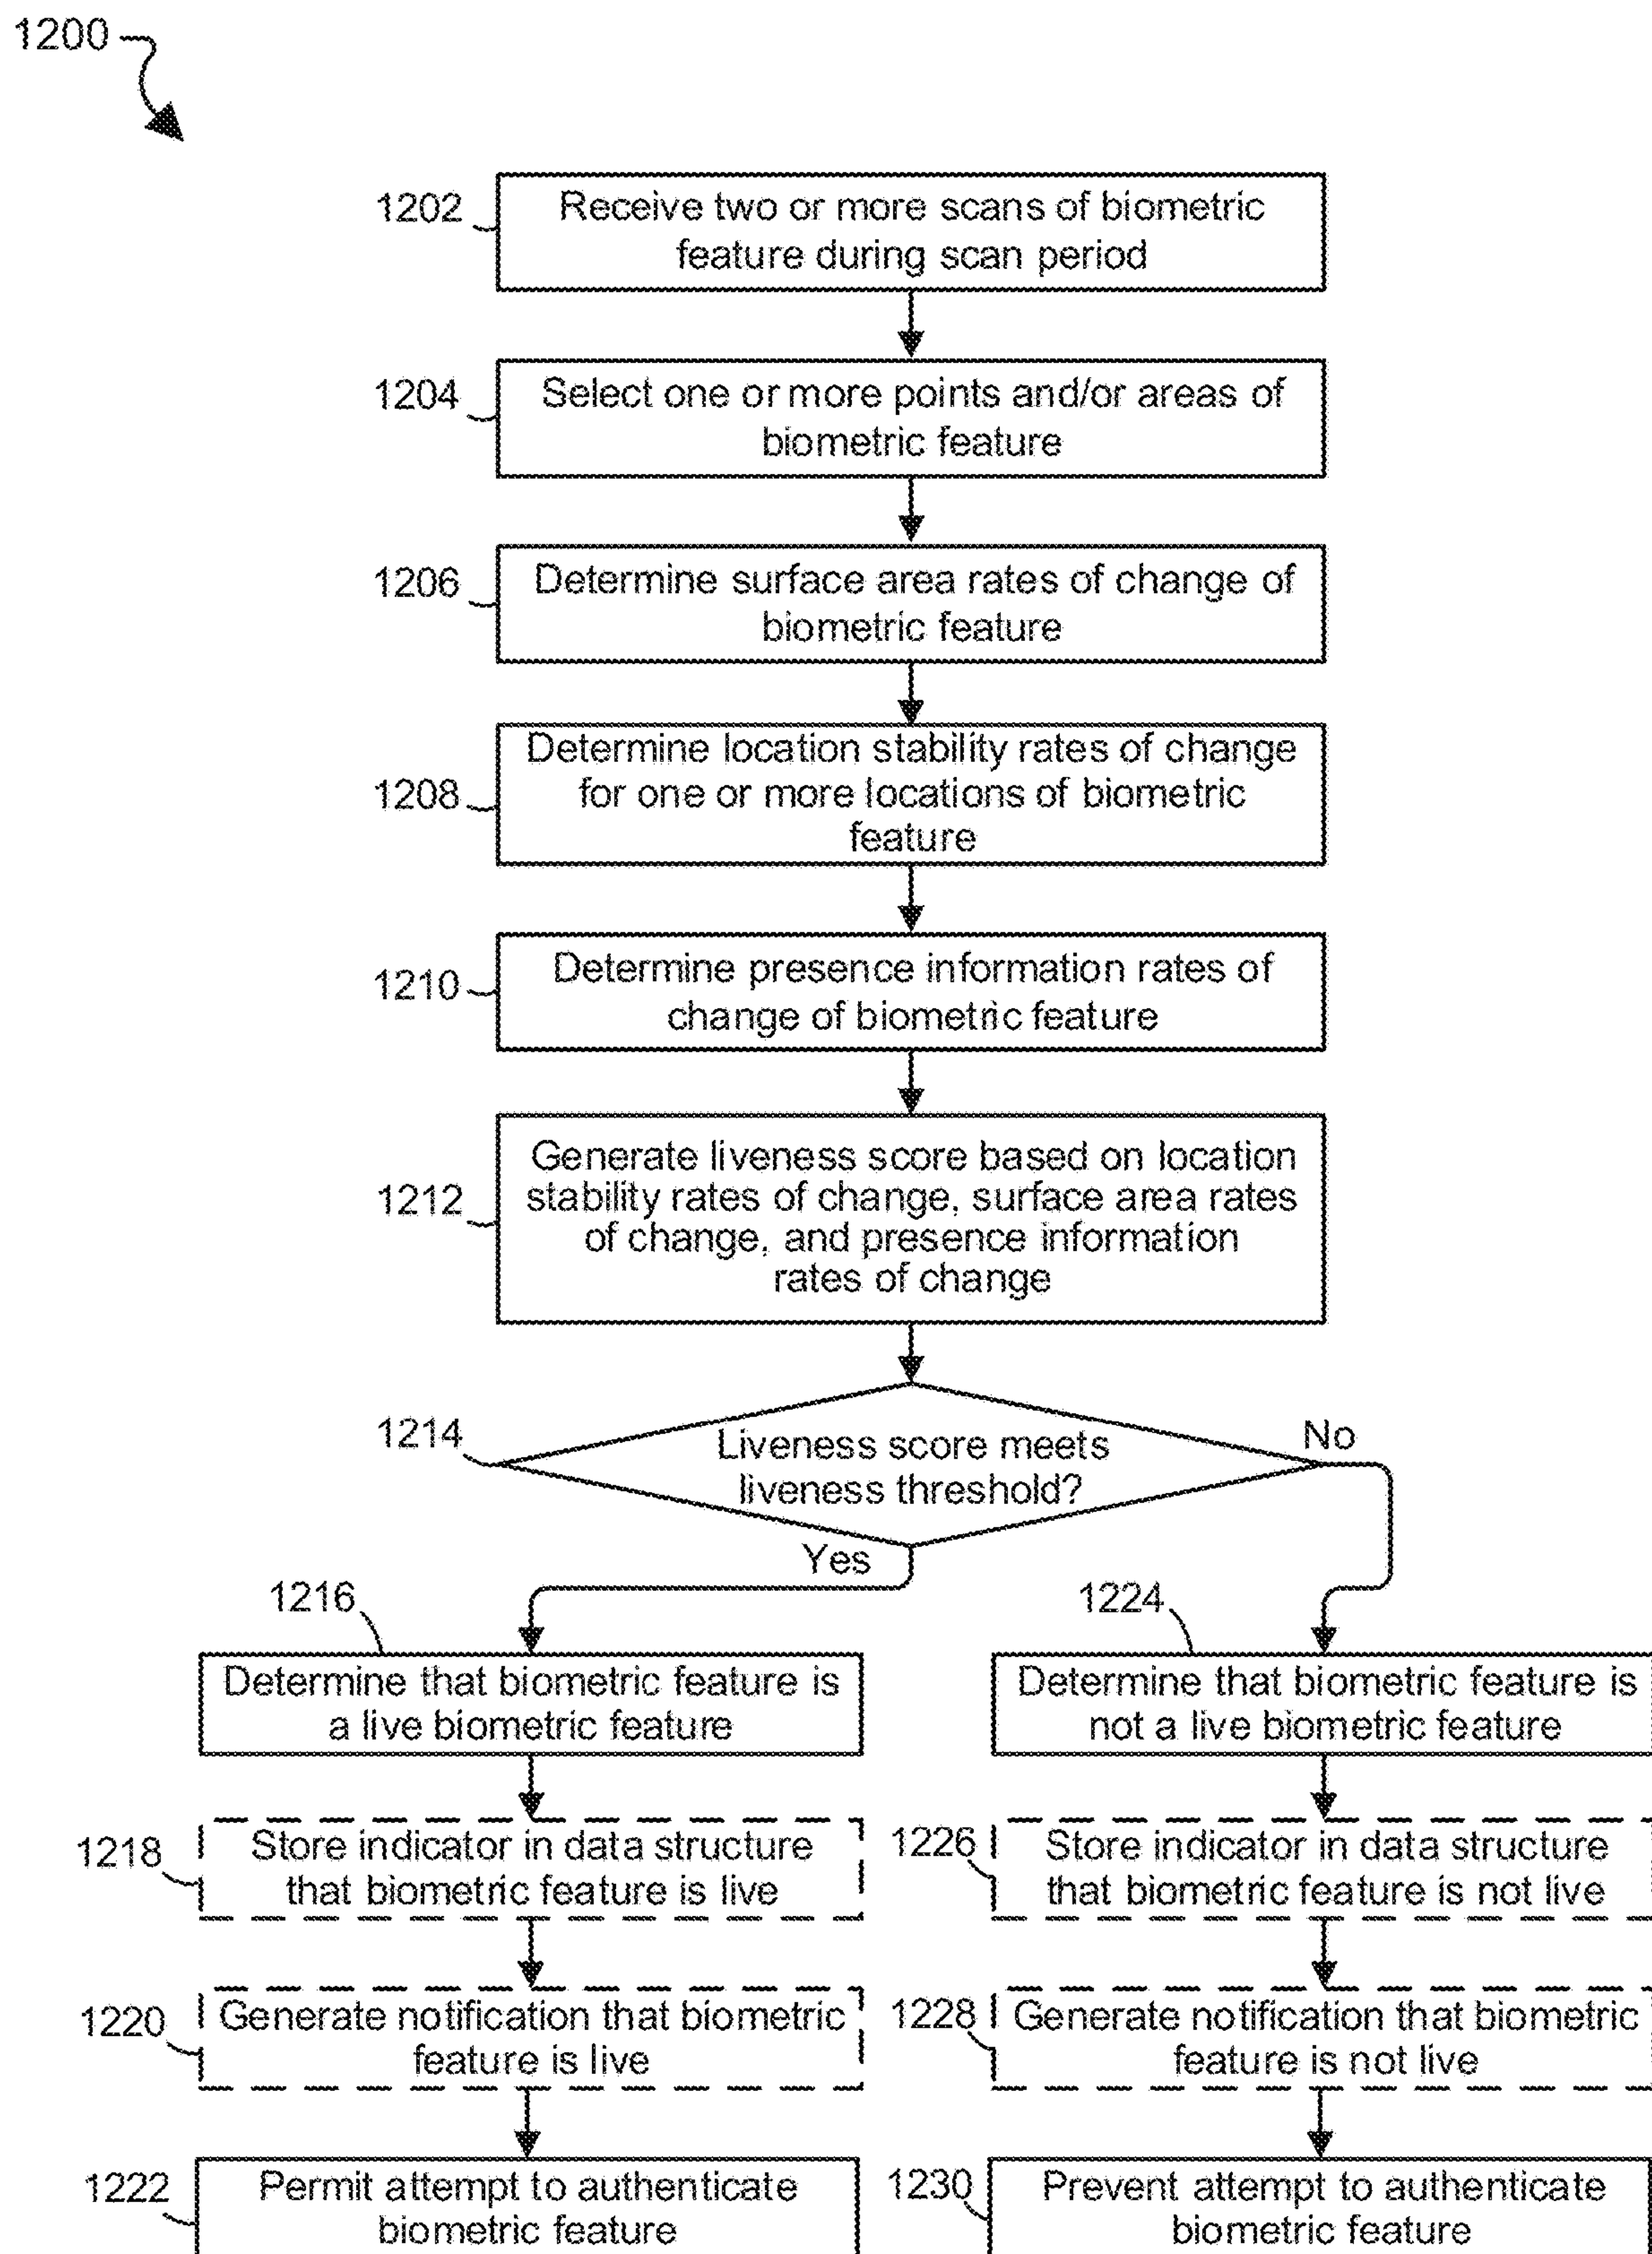 1200
1202
Receive two or more scans of biometric
feature during scan period
1204
Select one or more points and/or areas of
biometric feature
1206
Determine surface area rates of change of
biometric feature
1208
Determine location stability rates of change
for one or more locations of biometric
feature
1210
Determine presence information rates of
change of biometric feature
1212
Generate liveness score based on location
stability rates of change, surface area rates
of change, and presence information
rates of change
1214
Liveness score meets
liveness threshold?
No
Yes
1216
Determine that biometric feature is
a live biometric feature
1218
Store indicator in data structure
that biometric feature is live
1220
Generate notification that biometric
feature is live
1222
Permit attempt to authenticate
biometric feature
1224
Determine that biometric feature is
not a live biometric feature
1226
Store indicator in data structure
that biometric feature is not live
1228
Generate notification that biometric
feature is not live
1230
Prevent attempt to authenticate
biometric feature